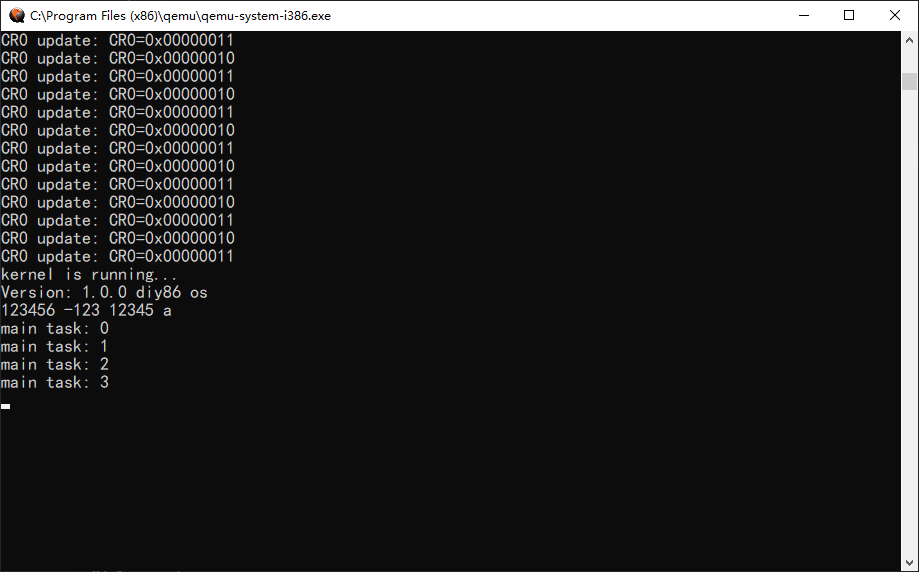 C:\Program Files (x86)\qemu\qemu-system-i386.exe
CR0 update: CR0=0x00000011
CR0 update: CR0=0x00000010
CR0 update: CR0=0x00000011
CR0 update: CR0=0x00000010
CR0 update: CR0=0x00000011
CR0 update: CR0=0x00000010
CR0 update: CR0=0x00000011
CR0 update: CR0=0x00000010
CR0 update: CR0=0x00000011
CR0 update: CR0=0x00000010
CR0 update: CR0=0x00000011
CR0 update: CR0=0x00000010
CR0 update: CR0=0x00000011
kernel is running...
Version: 1.0.0 diy86 os
123456 -123 12345 a
main task: 0
main task: 1
main task: 2
main task: 3